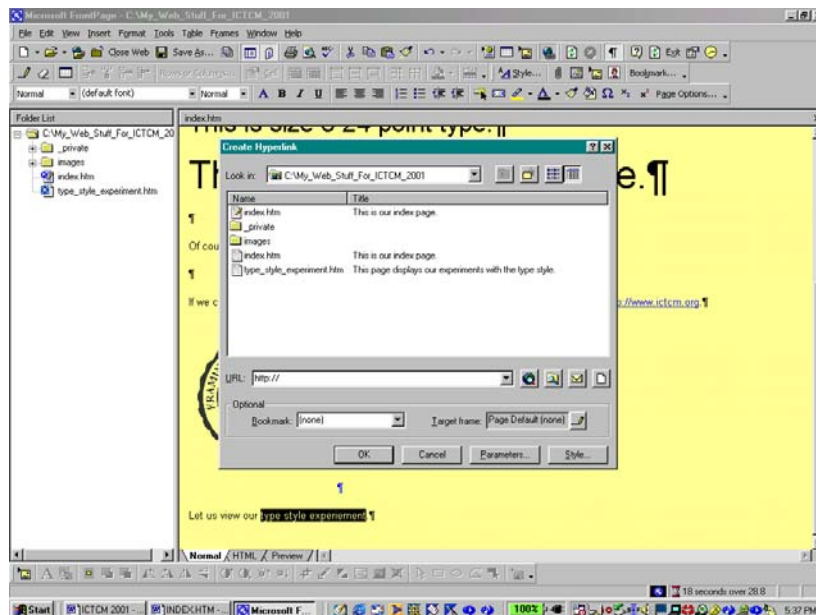 Microsoft FrontPage - C:\My_Web_Stuff_For_ICTCM_2001
File Edit View Insert Format Tools Table Frames Window Help
Close Web Save As... Exit
Style... Bookmark...
Normal (default font) Normal A B I U Page Options...
Folder List
index.htm
C:\My_Web_Stuff_For_ICTCM_20
_private
images
index.htm
type_style_experiment.htm
This is size 6 24 point type.¶
Th e.¶
¶
Of cou
¶
If we c p://www.ictcm.org.¶
Create Hyperlink
Look in: C:\My_Web_Stuff_For_ICTCM_2001
Name Title
index.htm This is our index page.
_private
images
index.htm This is our index page.
type_style_experiment.htm This page displays our experiments with the type style.
URL: http://
Optional
Bookmark: (none) Target frame: Page Default (none)
OK Cancel Parameters... Style...
¶
Let us view our type style experiement.¶
Normal HTML Preview
18 seconds over 28.8
Start ICTCM 2001 - ... INDEXHTM - ... Microsoft F... 100% 5:37 PM